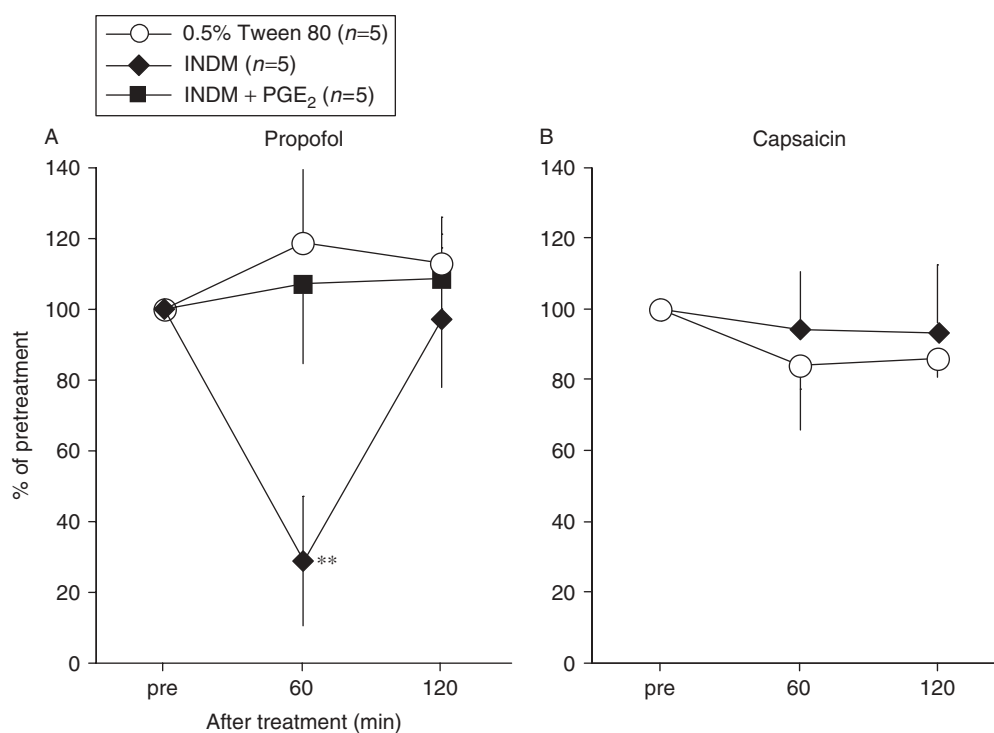 0.5% Tween 80 (n=5)
INDM (n=5)
INDM + PGE₂ (n=5)
A
Propofol
140
120
100
80
60
40
20
0
% of pretreatment
**
pre
60
120
After treatment (min)
B
Capsaicin
140
120
100
80
60
40
20
0
pre
60
120